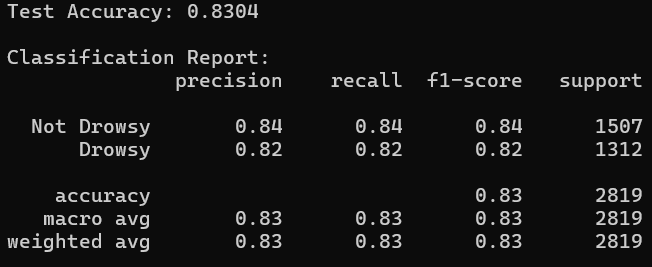 Test Accuracy: 0.8304
Classification Report:
precision recall f1-score support
Not Drowsy 0.84 0.84 0.84 1507
Drowsy 0.82 0.82 0.82 1312
accuracy 0.83 2819
macro avg 0.83 0.83 0.83 2819
weighted avg 0.83 0.83 0.83 2819